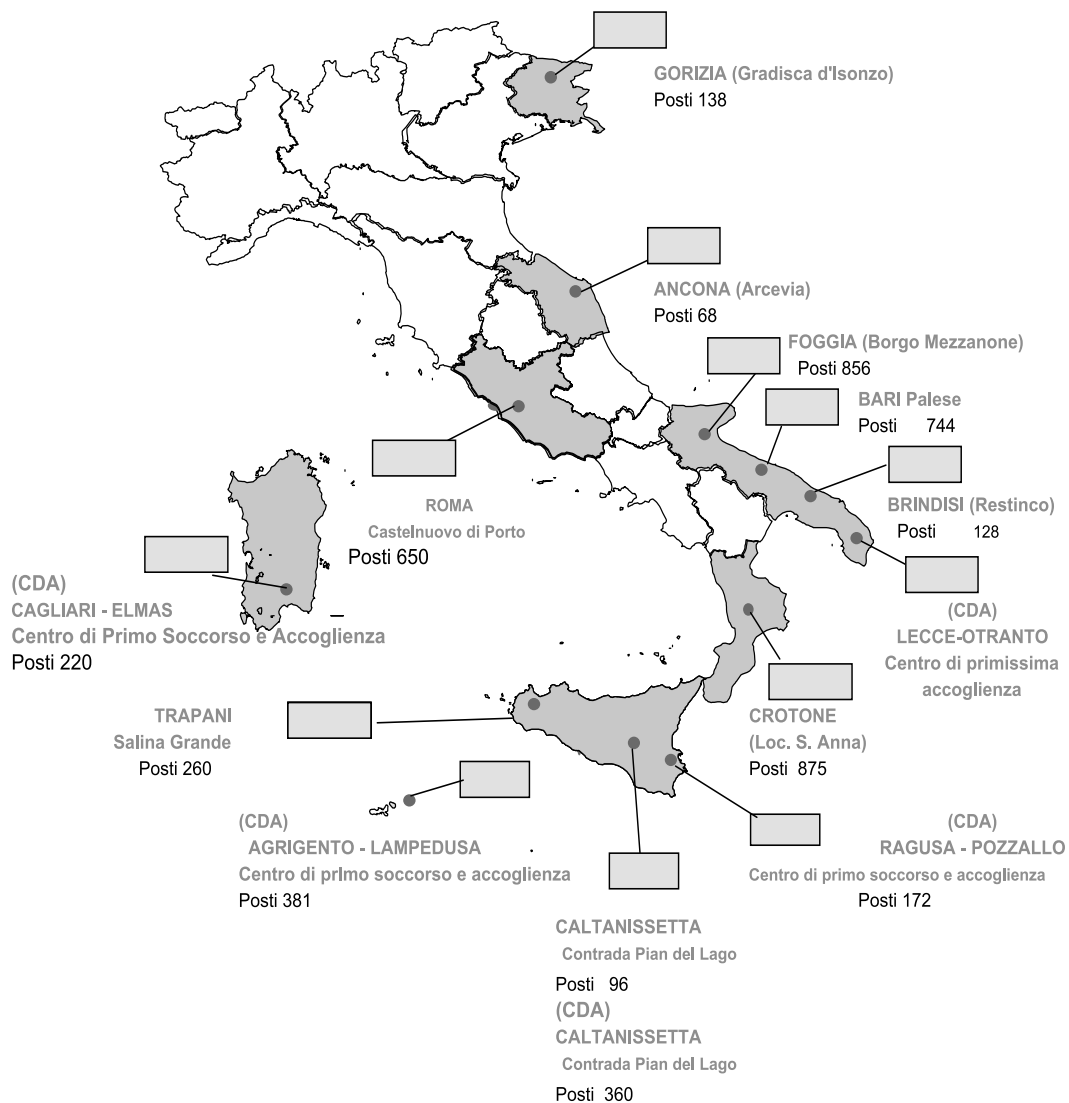 GORIZIA (Gradisca d'Isonzo)
Posti 138
ANCONA (Arcevia)
Posti 68
FOGGIA (Borgo Mezzanone)
Posti 856
BARI Palese
Posti 744
BRINDISI (Restinco)
Posti 128
ROMA
Castelnuovo di Porto
Posti 650
(CDA)
CAGLIARI - ELMAS
Centro di Primo Soccorso e Accoglienza
Posti 220
(CDA)
LECCE-OTRANTO
Centro di primissima
accoglienza
TRAPANI
Salina Grande
Posti 260
CROTONE
(Loc. S. Anna)
Posti 875
(CDA)
AGRIGENTO - LAMPEDUSA
Centro di primo soccorso e accoglienza
Posti 381
(CDA)
RAGUSA - POZZALLO
Centro di primo soccorso e accoglienza
Posti 172
CALTANISSETTA
Contrada Pian del Lago
Posti 96
(CDA)
CALTANISSETTA
Contrada Pian del Lago
Posti 360